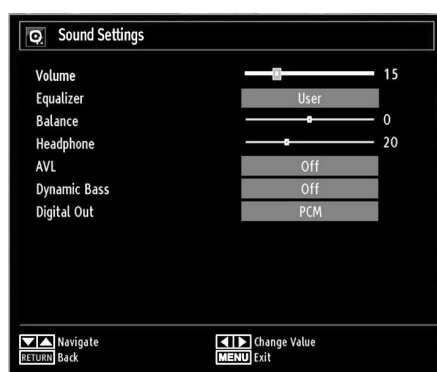 Sound Settings
Volume 15
Equalizer User
Balance 0
Headphone 20
AVL Off
Dynamic Bass Off
Digital Out PCM
Navigate Change Value
RETURN Back MENU Exit